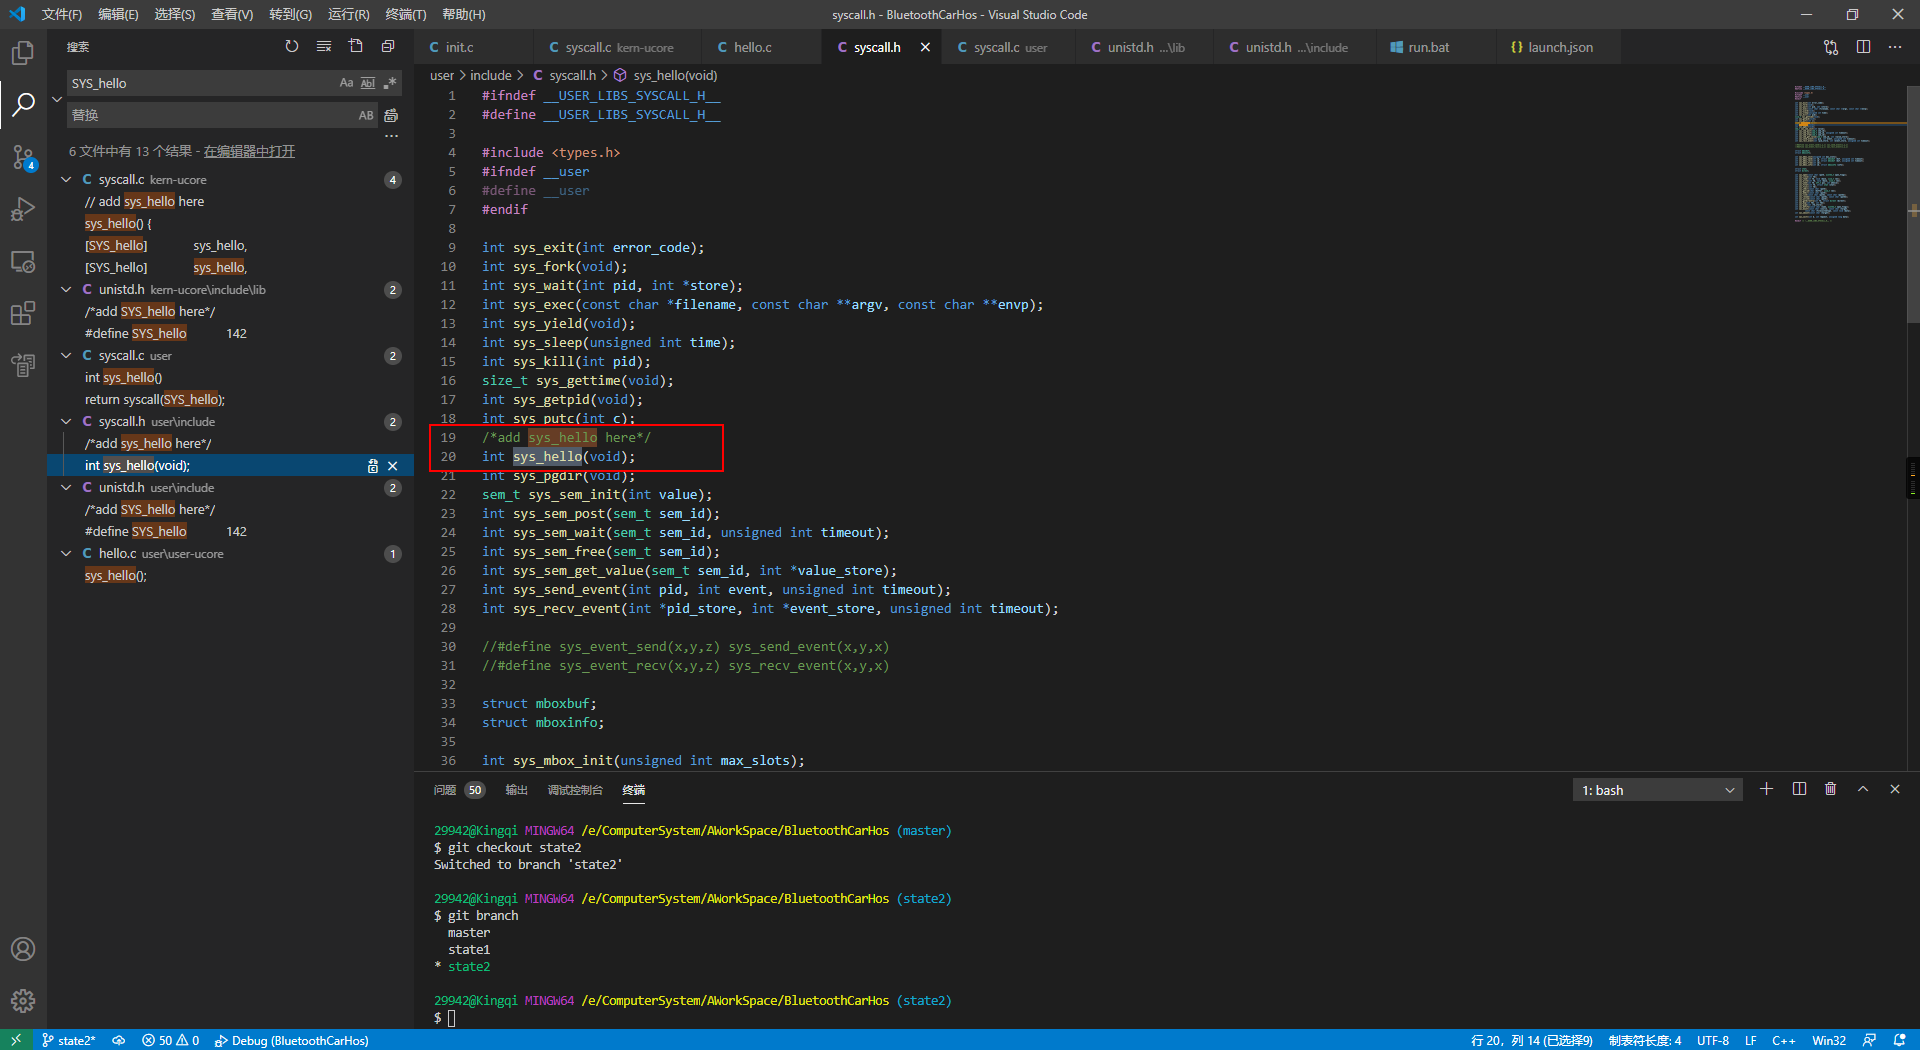 文件(F) 编辑(E) 选择(S) 查看(V) 转到(G) 运行(R) 终端(T) 帮助(H) syscall.h - BluetoothCarHos - Visual Studio Code
搜索
SYS_hello Aa Abl .*
替换 AB
6 文件中有 13 个结果 - 在编辑器中打开
syscall.c kern-ucore 4
// add sys_hello here
sys_hello() {
[SYS_hello] sys_hello,
[SYS_hello] sys_hello,
unistd.h kern-ucore\include\lib 2
/*add SYS_hello here*/
#define SYS_hello 142
syscall.c user 2
int sys_hello()
return syscall(SYS_hello);
syscall.h user\include 2
/*add sys_hello here*/
int sys_hello(void);
unistd.h user\include 2
/*add SYS_hello here*/
#define SYS_hello 142
hello.c user\user-ucore 1
sys_hello();
4
init.c syscall.c kern-ucore hello.c syscall.h syscall.c user unistd.h ...\lib unistd.h ...\include run.bat launch.json
user > include > C syscall.h > sys_hello(void)
1 #ifndef __USER_LIBS_SYSCALL_H__
2 #define __USER_LIBS_SYSCALL_H__
3
4 #include <types.h>
5 #ifndef __user
6 #define __user
7 #endif
8
9 int sys_exit(int error_code);
10 int sys_fork(void);
11 int sys_wait(int pid, int *store);
12 int sys_exec(const char *filename, const char **argv, const char **envp);
13 int sys_yield(void);
14 int sys_sleep(unsigned int time);
15 int sys_kill(int pid);
16 size_t sys_gettime(void);
17 int sys_getpid(void);
18 int sys_putc(int c);
19 /*add sys_hello here*/
20 int sys_hello(void);
21 int sys_pgdir(void);
22 sem_t sys_sem_init(int value);
23 int sys_sem_post(sem_t sem_id);
24 int sys_sem_wait(sem_t sem_id, unsigned int timeout);
25 int sys_sem_free(sem_t sem_id);
26 int sys_sem_get_value(sem_t sem_id, int *value_store);
27 int sys_send_event(int pid, int event, unsigned int timeout);
28 int sys_recv_event(int *pid_store, int *event_store, unsigned int timeout);
29
30 //#define sys_event_send(x,y,z) sys_send_event(x,y,x)
31 //#define sys_event_recv(x,y,z) sys_recv_event(x,y,x)
32
33 struct mboxbuf;
34 struct mboxinfo;
35
36 int sys_mbox_init(unsigned int max_slots);
问题 50 输出 调试控制台 终端 1: bash
29942@Kingqi MINGW64 /e/ComputerSystem/AWorkSpace/BluetoothCarHos (master)
$ git checkout state2
Switched to branch 'state2'
29942@Kingqi MINGW64 /e/ComputerSystem/AWorkSpace/BluetoothCarHos (state2)
$ git branch
master
state1
* state2
29942@Kingqi MINGW64 /e/ComputerSystem/AWorkSpace/BluetoothCarHos (state2)
$
state2* 50 0 Debug (BluetoothCarHos) 行 20，列 14 (已选择9) 制表符长度: 4 UTF-8 LF C++ Win32